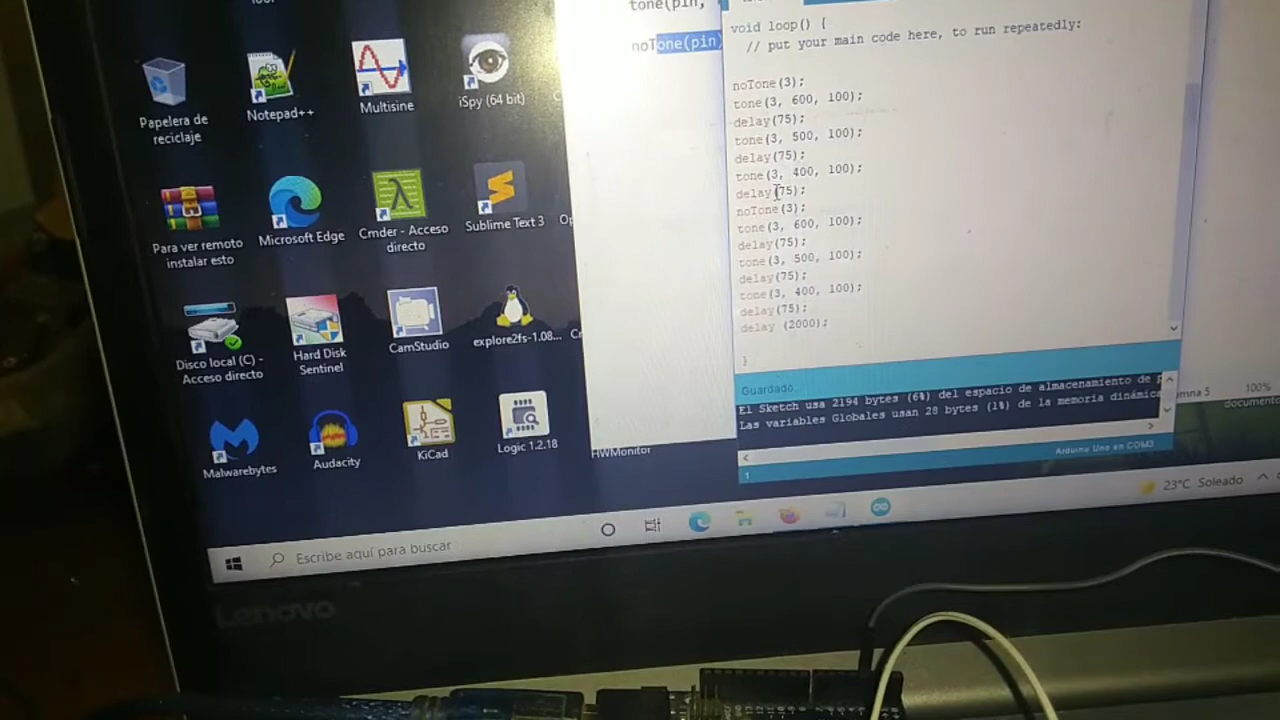 tone(pin,
noTone(pin)
void loop() {
// put your main code here, to run repeatedly:
noTone(3);
tone(3, 600, 100);
delay(75);
tone(3, 500, 100);
delay(75);
tone(3, 400, 100);
delay(75);
noTone(3);
tone(3, 600, 100);
delay(75);
tone(3, 500, 100);
delay(75);
tone(3, 400, 100);
delay(75);
delay (2000);
}
Guardado.
El Sketch usa 2194 bytes (6%) del espacio de almacenamiento de
Las variables Globales usan 28 bytes (1%) de la memoria dinámica
1
Arduino Uno en COM3
Papelera de
reciclaje
Notepad++
Multisine
iSpy (64 bit)
Para ver remoto
instalar esto
Microsoft Edge
Cmder - Acceso
directo
Sublime Text 3
Disco local (C) -
Acceso directo
Hard Disk
Sentinel
CamStudio
explore2fs-1.08...
Malwarebytes
Audacity
KiCad
Logic 1.2.18
HWMonitor
100%
documento
23°C Soleado
Escribe aquí para buscar
Lenovo